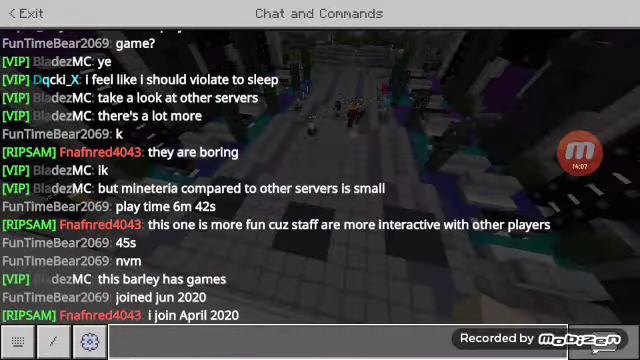 < Exit
Chat and Commands
FunTimeBear2069: game?
[VIP] BladezMC: ye
[VIP] Dqcki_X: i feel like i should violate to sleep
[VIP] BladezMC: take a look at other servers
[VIP] BladezMC: there's a lot more
FunTimeBear2069: k
[RIPSAM] Fnafnred4043: they are boring
[VIP] BladezMC: ik
[VIP] BladezMC: but mineteria compared to other servers is small
FunTimeBear2069: play time 6m 42s
[RIPSAM] Fnafnred4043: this one is more fun cuz staff are more interactive with other players
FunTimeBear2069: 45s
FunTimeBear2069: nvm
[VIP] BladezMC: this barley has games
FunTimeBear2069: joined jun 2020
[RIPSAM] Fnafnred4043: i join April 2020
14:07
/
Recorded by Mobizen